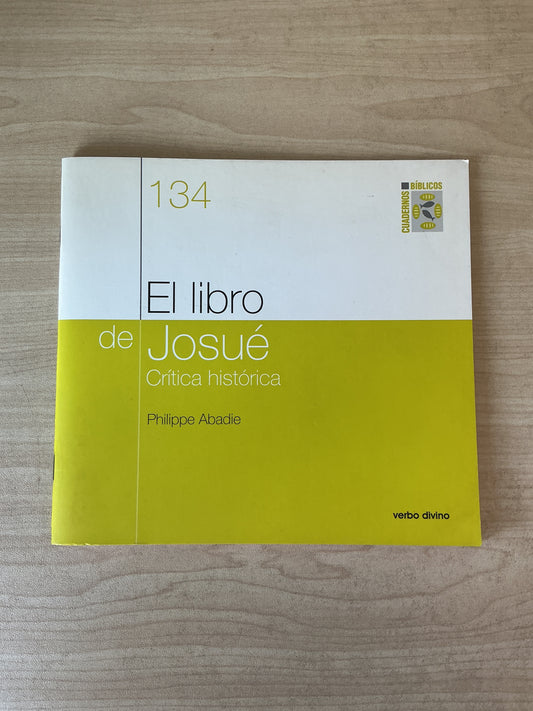 134
CUADERNOS
BÍBLICOS
El libro
de Josué
Crítica histórica
Philippe Abadie
verbo divino